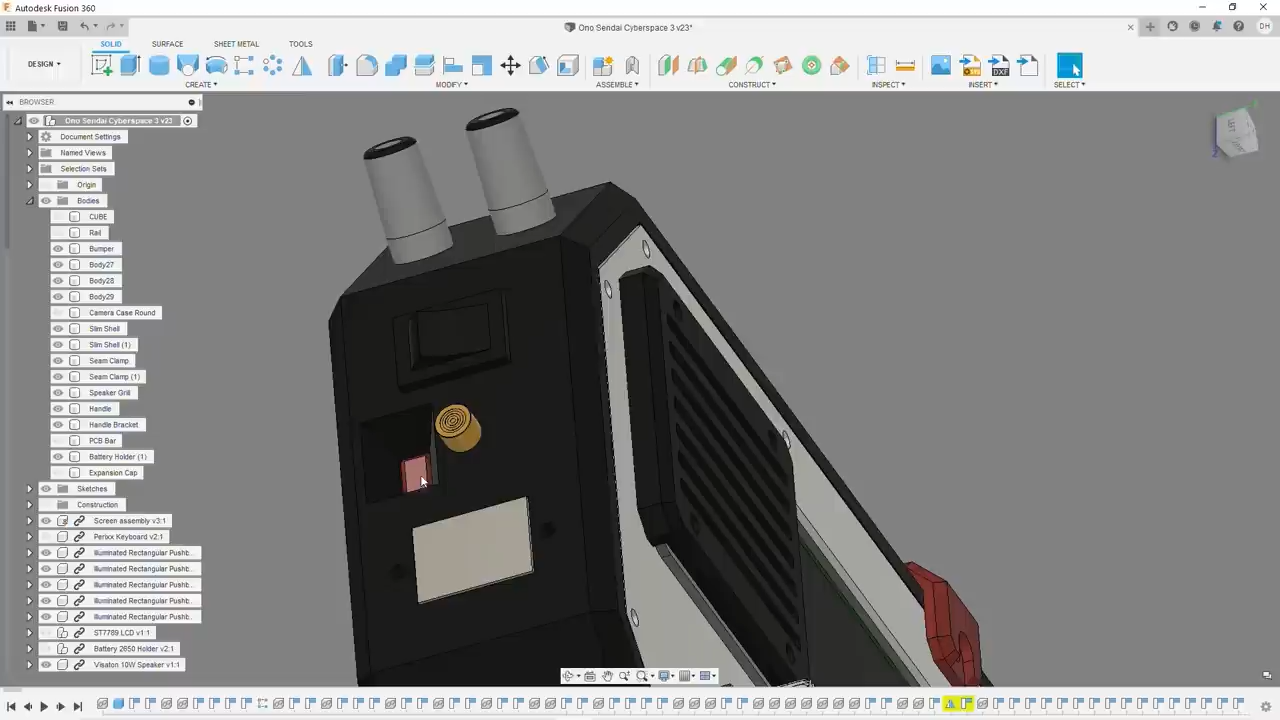 Autodesk Fusion 360
Ono Sendai Cyberspace 3 v23*
DH
SOLID SURFACE SHEET METAL TOOLS
DESIGN
CREATE MODIFY ASSEMBLE CONSTRUCT INSPECT INSERT SELECT
BROWSER
Ono Sendai Cyberspace 3 v23
Document Settings
Named Views
Selection Sets
Origin
Bodies
CUBE
Rail
Bumper
Body27
Body28
Body29
Camera Case Round
Slim Shell
Slim Shell (1)
Seam Clamp
Seam Clamp (1)
Speaker Grill
Handle
Handle Bracket
PCB Bar
Battery Holder (1)
Expansion Cap
Sketches
Construction
Screen assembly v3:1
Perixx Keyboard v2:1
Illuminated Rectangular Pushb...
Illuminated Rectangular Pushb...
Illuminated Rectangular Pushb...
Illuminated Rectangular Pushb...
Illuminated Rectangular Pushb...
ST7789 LCD v1:1
Battery 2650 Holder v2:1
Visaton 10W Speaker v1:1
LEFT